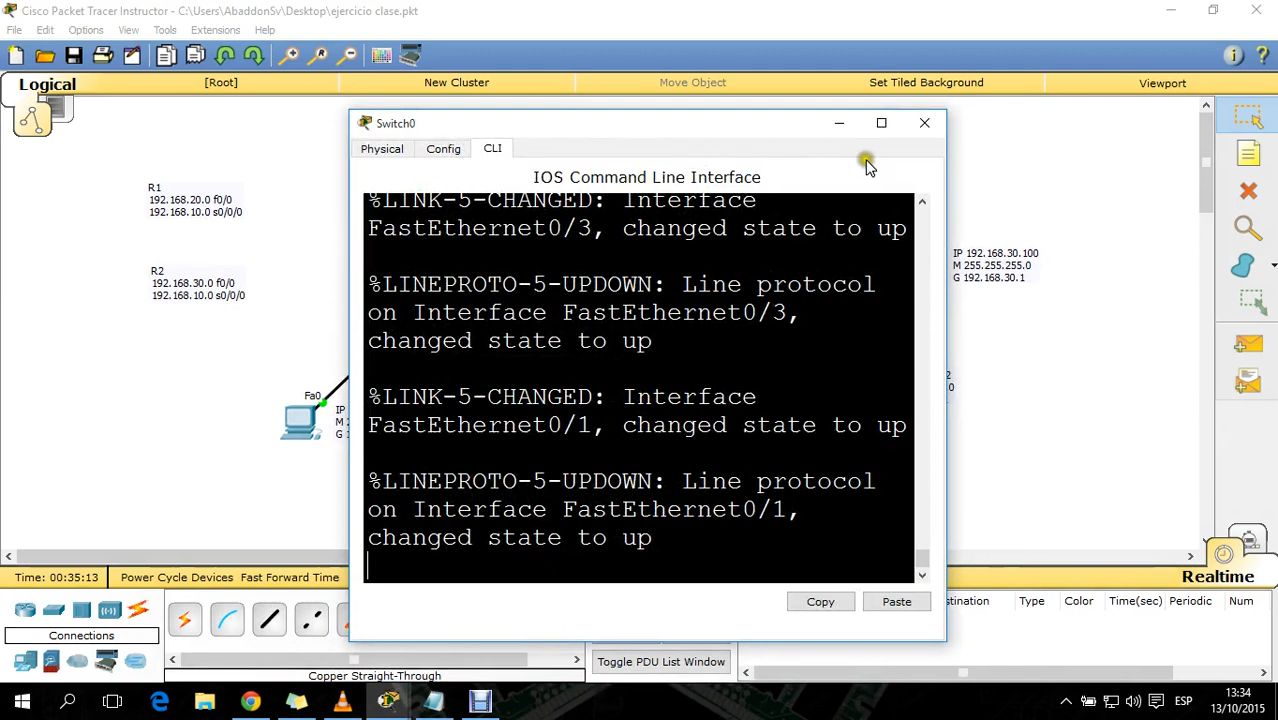 Cisco Packet Tracer Instructor - C:\Users\AbaddonSv\Desktop\ejercicio clase.pkt
File Edit Options View Tools Extensions Help
Logical [Root] New Cluster Move Object Set Tiled Background Viewport
Switch0
Physical Config CLI
IOS Command Line Interface
%LINK-5-CHANGED: Interface
FastEthernet0/3, changed state to up
%LINEPROTO-5-UPDOWN: Line protocol
on Interface FastEthernet0/3,
changed state to up
%LINK-5-CHANGED: Interface
FastEthernet0/1, changed state to up
%LINEPROTO-5-UPDOWN: Line protocol
on Interface FastEthernet0/1,
changed state to up
Copy Paste
R1
192.168.20.0 f0/0
192.168.10.0 s0/0/0
R2
192.168.30.0 f0/0
192.168.10.0 s0/0/0
IP 192.168.30.100
M 255.255.255.0
G 192.168.30.1
Fa0
IP
M 2
G 1
2
0
Time: 00:35:13 Power Cycle Devices Fast Forward Time Realtime
Connections
Copper Straight-Through
Toggle PDU List Window
stination Type Color Time(sec) Periodic Num
ESP
13:34
13/10/2015